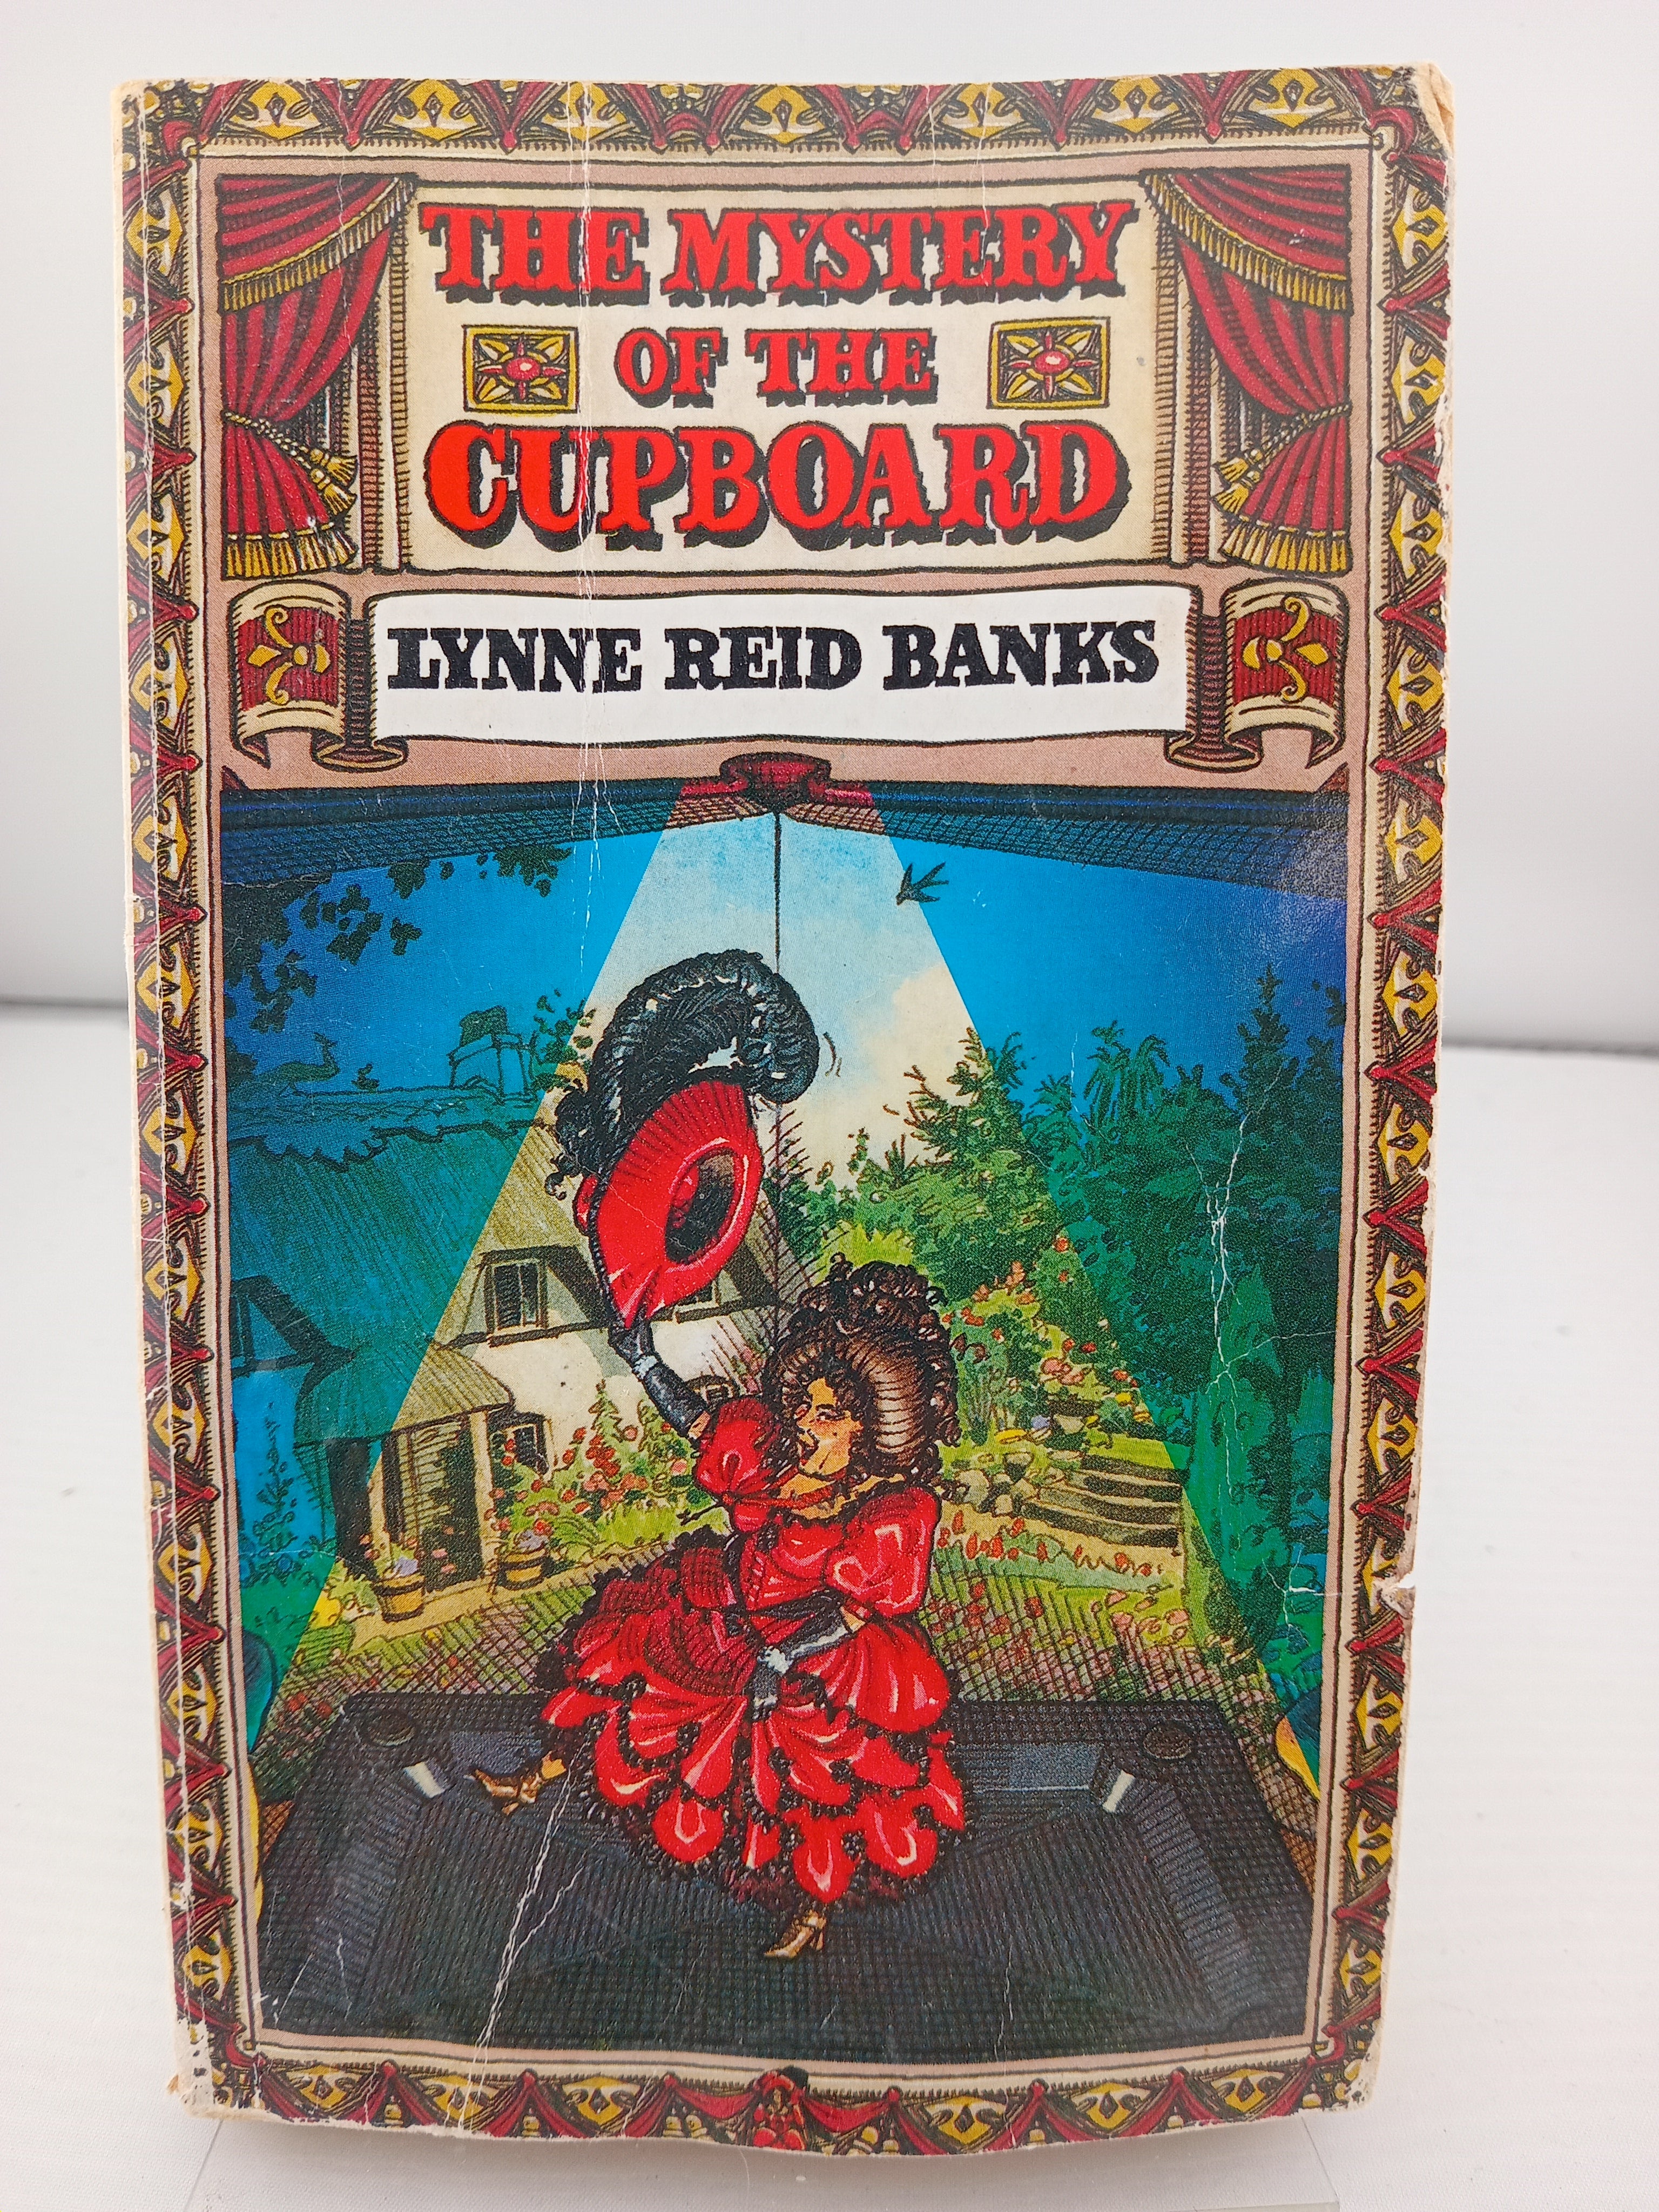 THE MYSTERY
OF THE
CUPBOARD
LYNNE REID BANKS